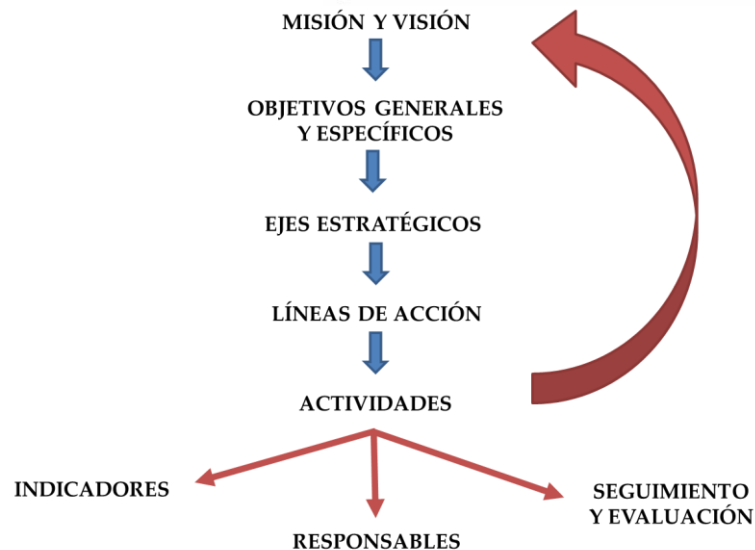 MISIÓN Y VISIÓN
OBJETIVOS GENERALES
Y ESPECÍFICOS
EJES ESTRATÉGICOS
LÍNEAS DE ACCIÓN
ACTIVIDADES
INDICADORES
RESPONSABLES
SEGUIMIENTO
Y EVALUACIÓN